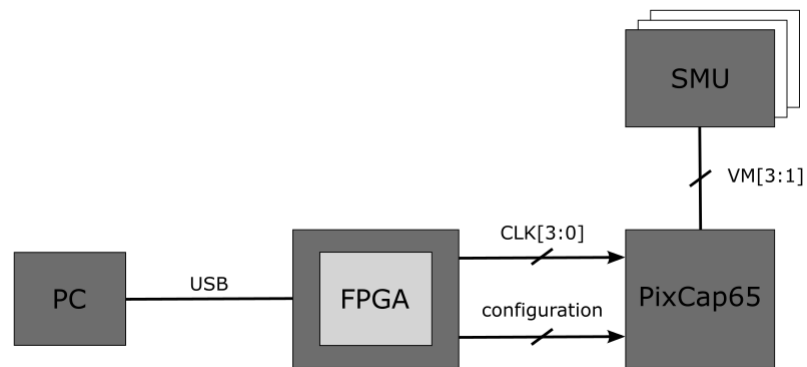 SMU
VM[3:1]
CLK[3:0]
PC
USB
FPGA
configuration
PixCap65